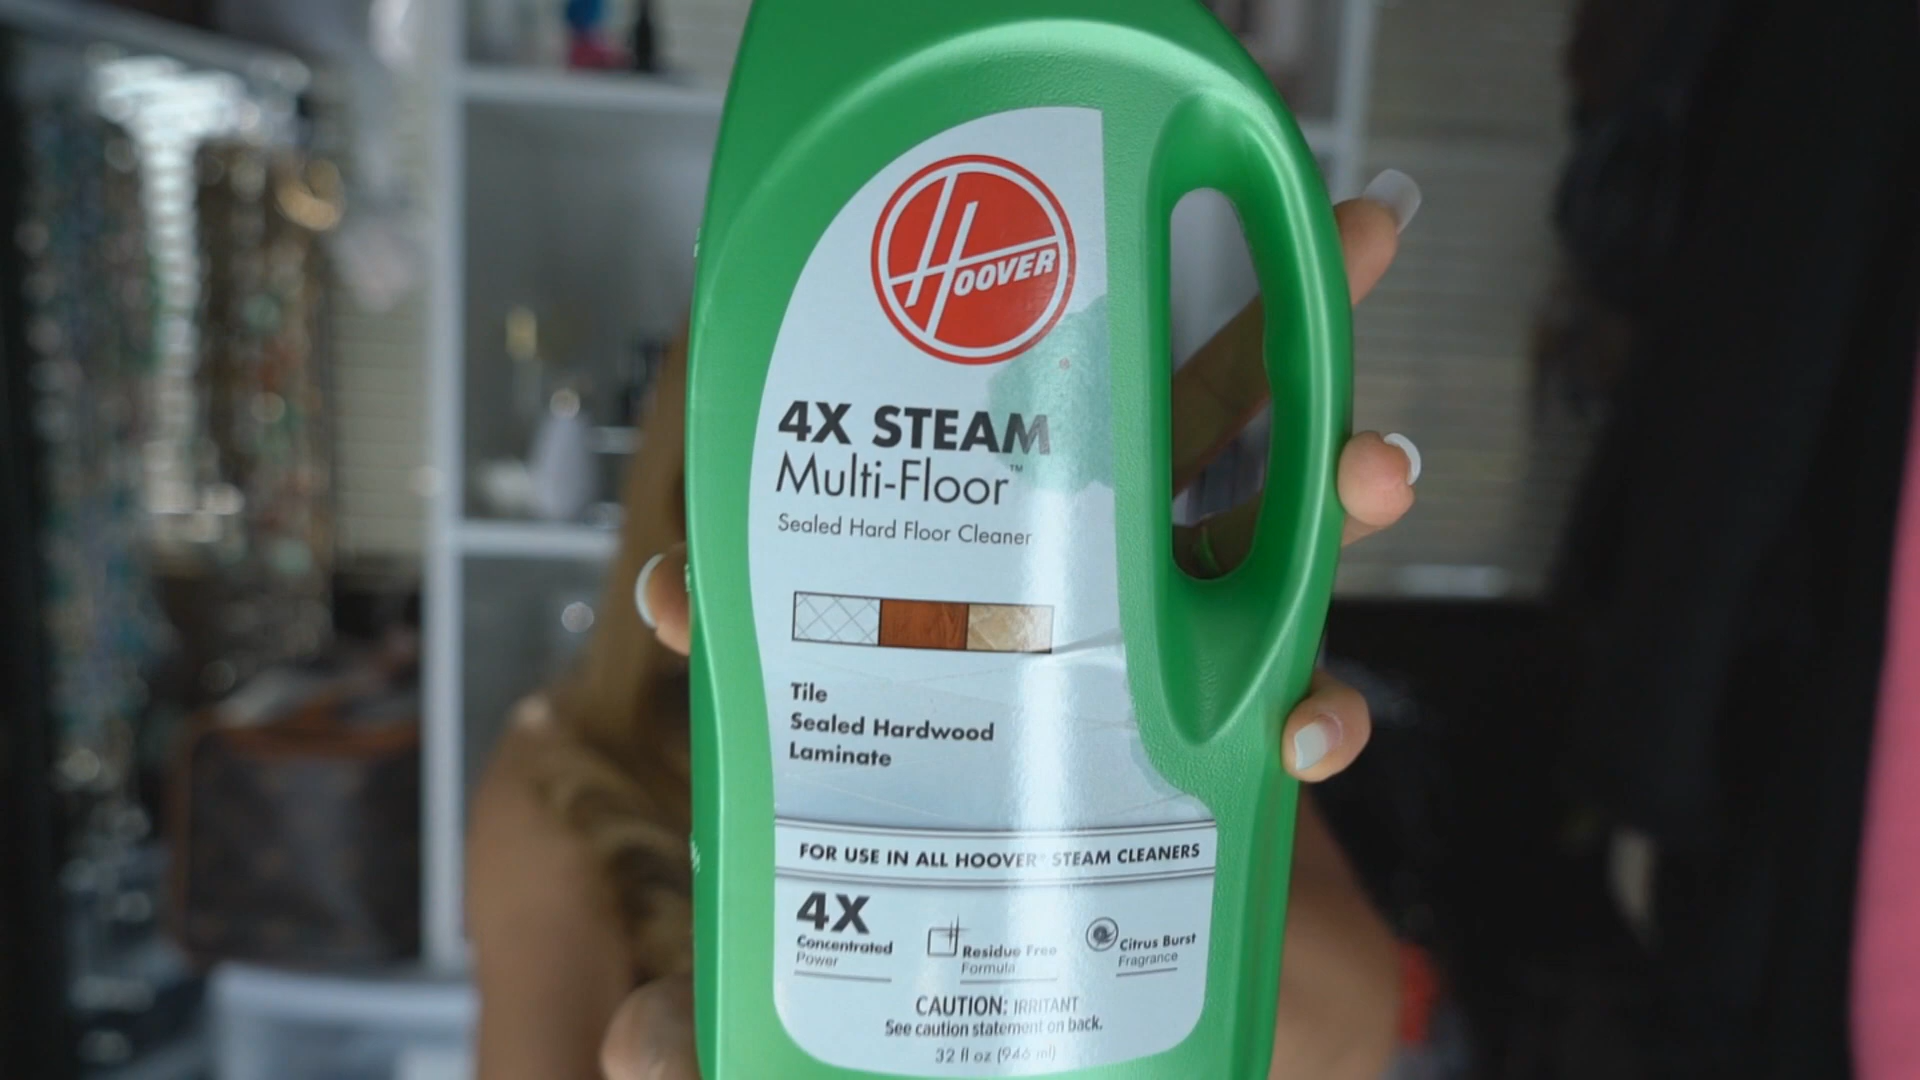 HOOVER
®
4X STEAM
Multi-Floor™
Sealed Hard Floor Cleaner
Tile
Sealed Hardwood
Laminate
FOR USE IN ALL HOOVER® STEAM CLEANERS
4X
Concentrated
Power
Residue Free
Formula
Citrus Burst
Fragrance
CAUTION: IRRITANT
See caution statement on back.
32 fl oz (946 ml)